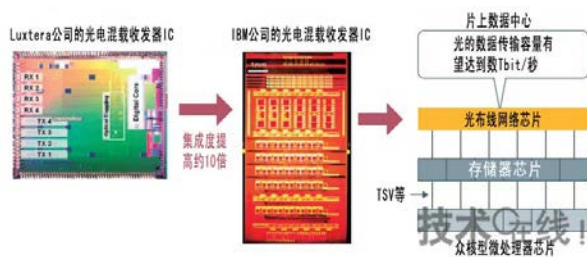 Luxtera公司的光电混载收发器IC
RX 1
RX 2
RX 3
RX 4
TX 4
TX 3
TX 2
TX 1
Digital Core
集成度提
高约10倍
IBM公司的光电混载收发器IC
片上数据中心
光的数据传输容量有
望达到数Tbit/秒
光布线网络芯片
存储器芯片
TSV等
众核型微处理器芯片
技术在线!